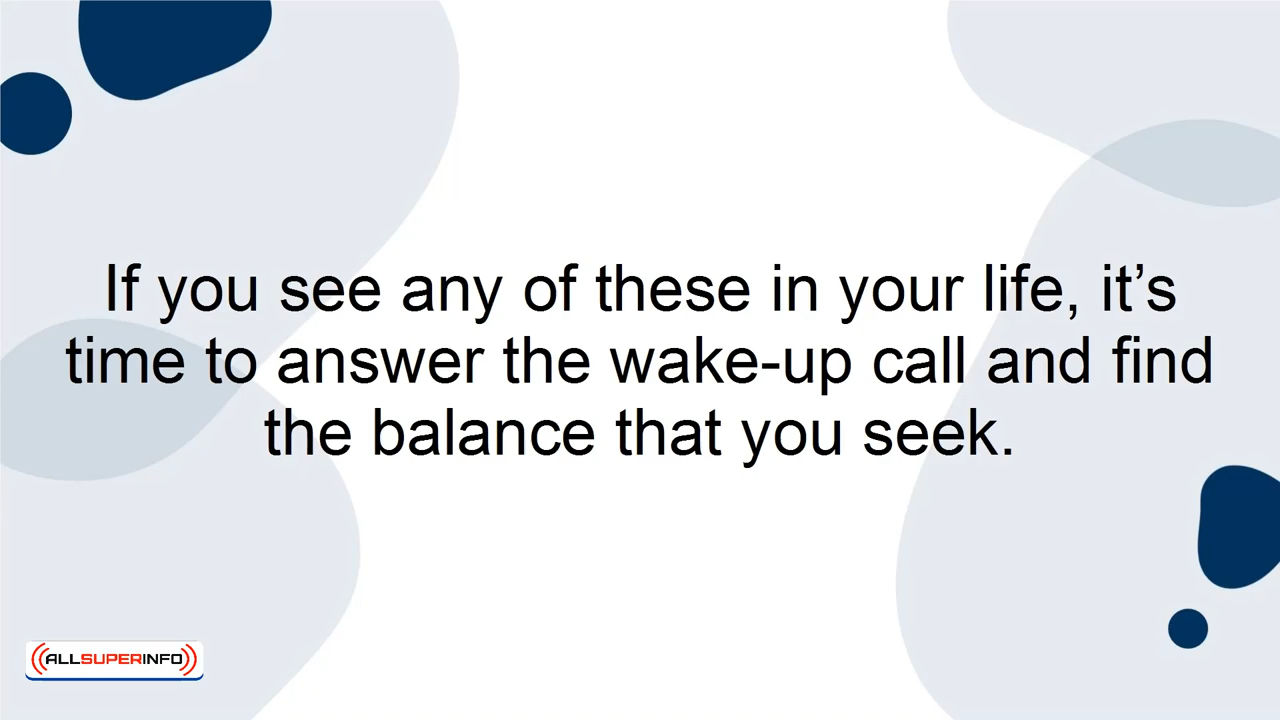 If you see any of these in your life, it’s
time to answer the wake-up call and find
the balance that you seek.
ALLSUPERINFO